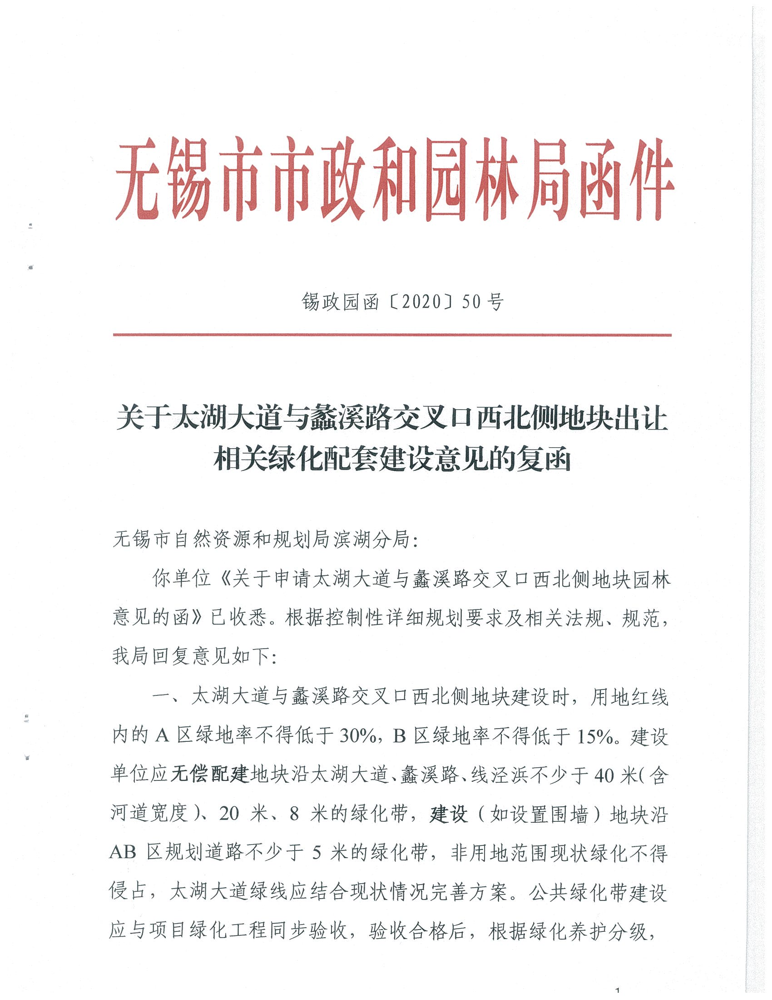 无锡市市政和园林局函件
锡政园函〔2020〕50号
关于太湖大道与蠡溪路交叉口西北侧地块出让
相关绿化配套建设意见的复函
无锡市自然资源和规划局滨湖分局：
你单位《关于申请太湖大道与蠡溪路交叉口西北侧地块园林
意见的函》已收悉。根据控制性详细规划要求及相关法规、规范，
我局回复意见如下：
一、太湖大道与蠡溪路交叉口西北侧地块建设时，用地红线
内的 A 区绿地率不得低于 30%，B 区绿地率不得低于 15%。建设
单位应无偿配建地块沿太湖大道、蠡溪路、线泾浜不少于 40 米（含
河道宽度）、20 米、8 米的绿化带，建设（如设置围墙）地块沿
AB 区规划道路不少于 5 米的绿化带，非用地范围现状绿化不得
侵占，太湖大道绿线应结合现状情况完善方案。公共绿化带建设
应与项目绿化工程同步验收，验收合格后，根据绿化养护分级，
1